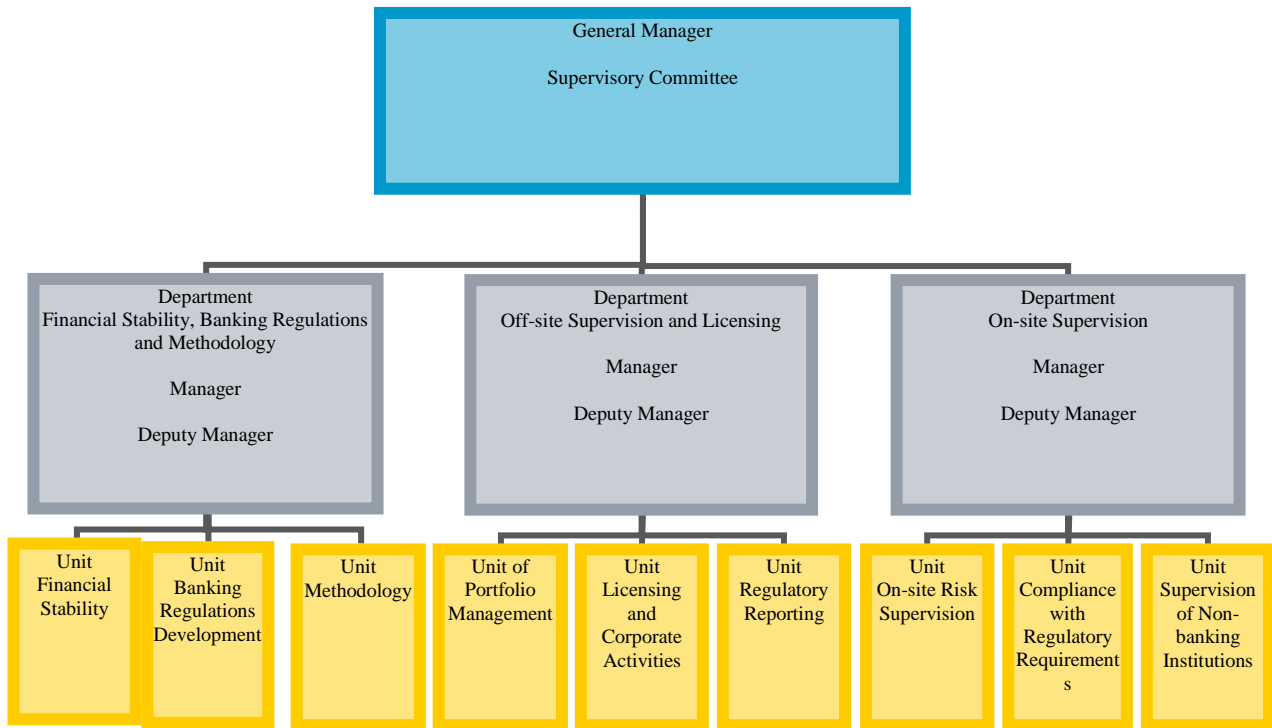 General Manager
Supervisory Committee
Department
Financial Stability, Banking Regulations
and Methodology
Manager
Deputy Manager
Department
Off-site Supervision and Licensing
Manager
Deputy Manager
Department
On-site Supervision
Manager
Deputy Manager
Unit
Financial
Stability
Unit
Banking
Regulations
Development
Unit
Methodology
Unit of
Portfolio
Management
Unit
Licensing
and
Corporate
Activities
Unit
Regulatory
Reporting
Unit
On-site Risk
Supervision
Unit
Compliance
with
Regulatory
Requirement
s
Unit
Supervision
of Non-
banking
Institutions